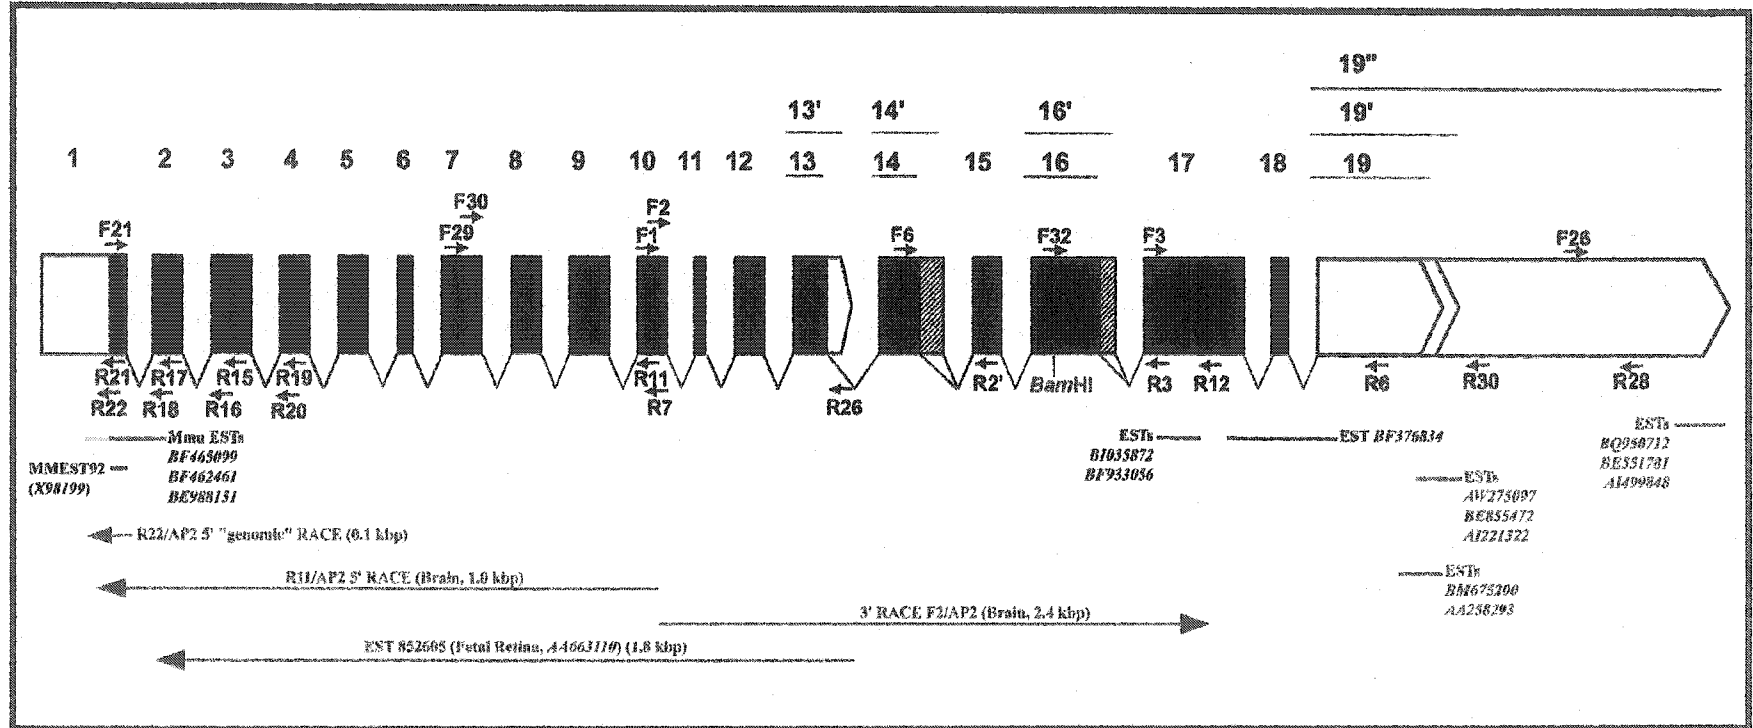 19"
13' 14' 16' 19'
1 2 3 4 5 6 7 8 9 10 11 12 13 14 15 16 17 18 19
F30 F2
F21 F29 F1 F6 F32 F3 F26
R21 R17 R15 R19 R11 R2' BamHI R3 R12 R6 R30 R28
R22 R18 R16 R20 R7 R26
Mmu ESTs
BF465099
BF462461
BE988131
MMEST92
(X98199)
ESTs
BI035872
BF933056
EST BF376834
ESTs
BQ950712
BE551701
AI499848
ESTs
AW275097
BE855472
AI221322
ESTs
BM675200
AA258293
R22/AP2 5' "genomic" RACE (0.1 kbp)
R11/AP2 5' RACE (Brain, 1.0 kbp)
3' RACE F2/AP2 (Brain, 2.4 kbp)
EST 852605 (Fetal Retina, AA663110) (1.8 kbp)